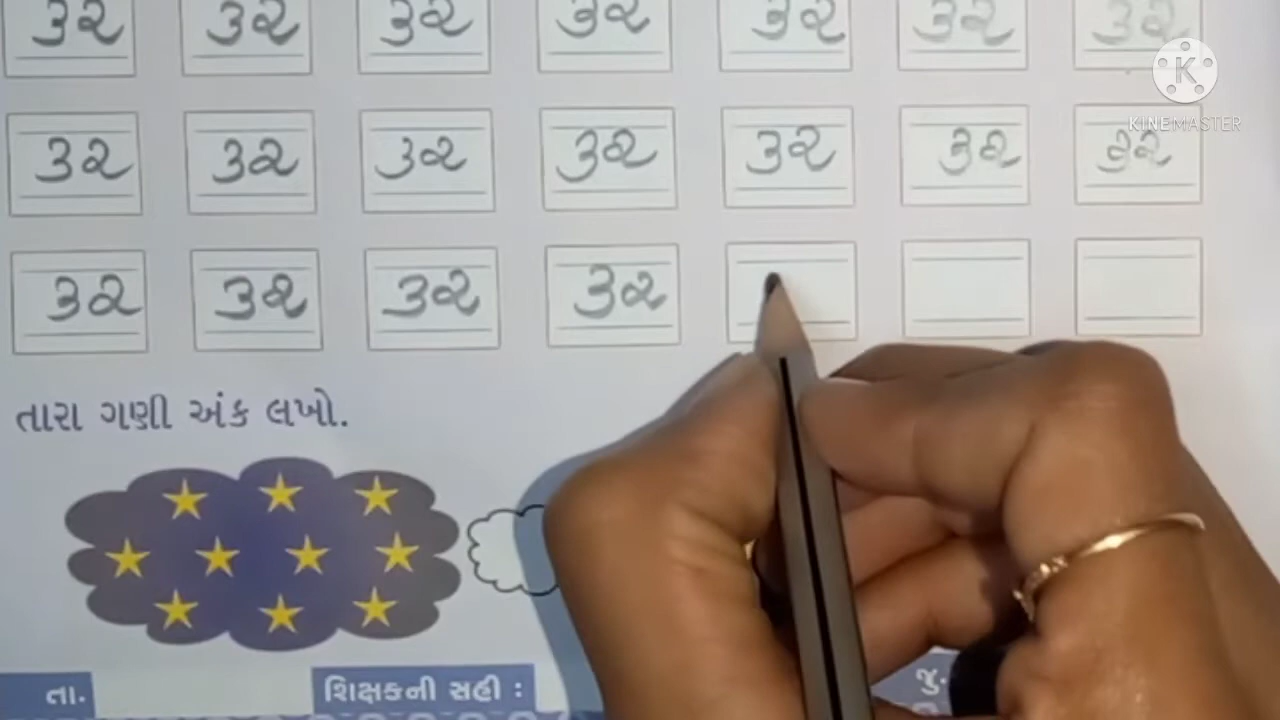 ૩૨ ૩૨ ૩૨ ૩૨ ૩૨ ૩૨ ૩૨
KINEMASTER
૩૨ ૩૨ ૩૨ ૩૨ ૩૨ ૩૨ ૩૨
૩૨ ૩૨ ૩૨ ૩૨
તારા ગણી અંક લખો.
તા. શિક્ષકની સહી : જુ.